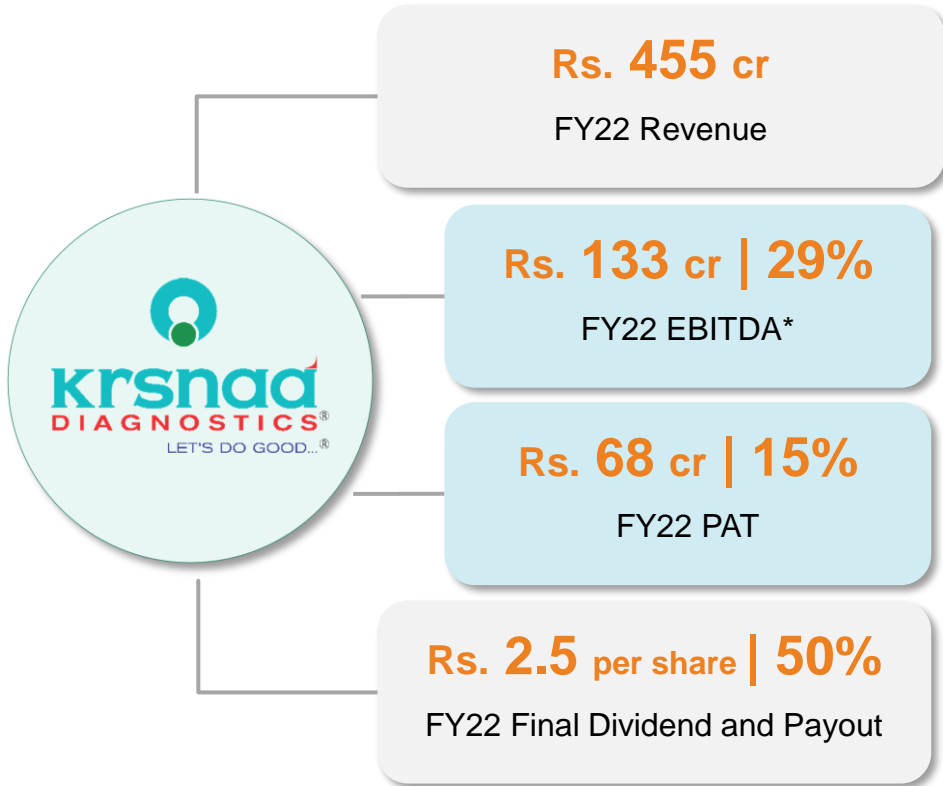 Rs. 455 cr
FY22 Revenue
Rs. 133 cr | 29%
FY22 EBITDA*
krsnaa
DIAGNOSTICS®
LET'S DO GOOD...®
Rs. 68 cr | 15%
FY22 PAT
Rs. 2.5 per share | 50%
FY22 Final Dividend and Payout